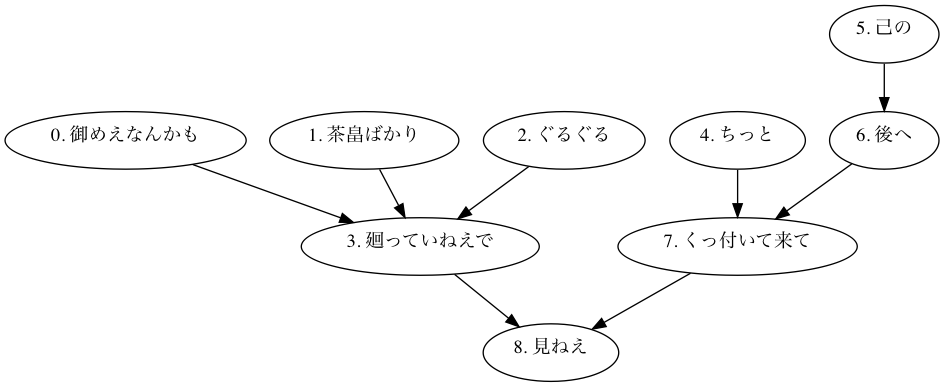 5. 己の
0. 御めえなんかも
1. 茶畠ばかり
2. ぐるぐる
4. ちっと
6. 後へ
3. 廻っていねえで
7. くっ付いて来て
8. 見ねえ